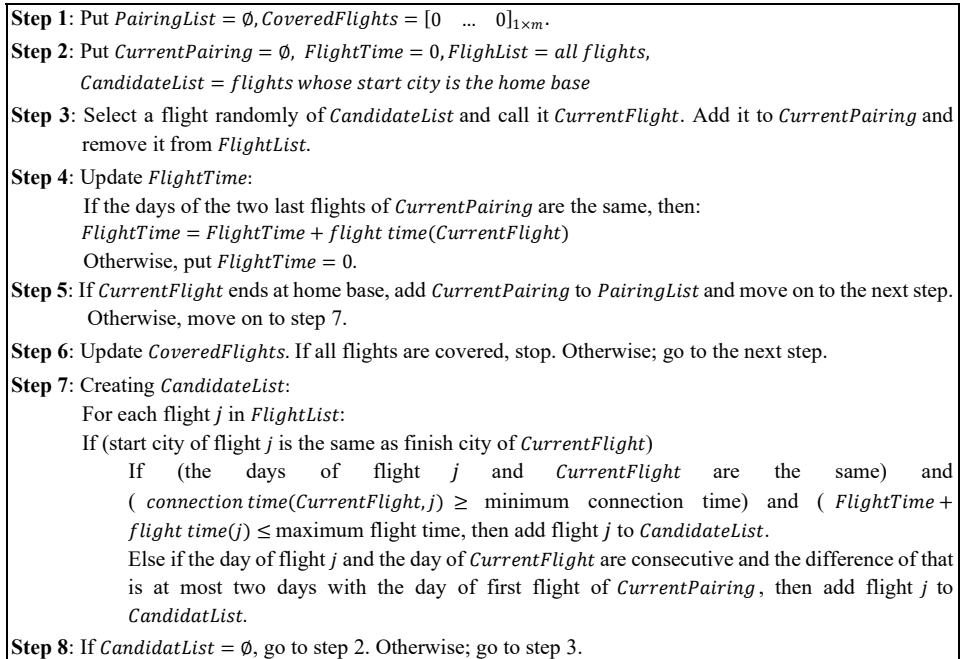 Step 1: Put PairingList = ∅, CoveredFlights = [0 … 0]₁×ₘ.
Step 2: Put CurrentPairing = ∅, FlightTime = 0, FlighList = all flights,
CandidateList = flights whose start city is the home base
Step 3: Select a flight randomly of CandidateList and call it CurrentFlight. Add it to CurrentPairing and
remove it from FlightList.
Step 4: Update FlightTime:
If the days of the two last flights of CurrentPairing are the same, then:
FlightTime = FlightTime + flight time(CurrentFlight)
Otherwise, put FlightTime = 0.
Step 5: If CurrentFlight ends at home base, add CurrentPairing to PairingList and move on to the next step.
Otherwise, move on to step 7.
Step 6: Update CoveredFlights. If all flights are covered, stop. Otherwise; go to the next step.
Step 7: Creating CandidateList:
For each flight j in FlightList:
If (start city of flight j is the same as finish city of CurrentFlight)
If (the days of flight j and CurrentFlight are the same) and
( connection time(CurrentFlight, j) ≥ minimum connection time) and ( FlightTime +
flight time(j) ≤ maximum flight time, then add flight j to CandidateList.
Else if the day of flight j and the day of CurrentFlight are consecutive and the difference of that
is at most two days with the day of first flight of CurrentPairing, then add flight j to
CandidatList.
Step 8: If CandidatList = ∅, go to step 2. Otherwise; go to step 3.